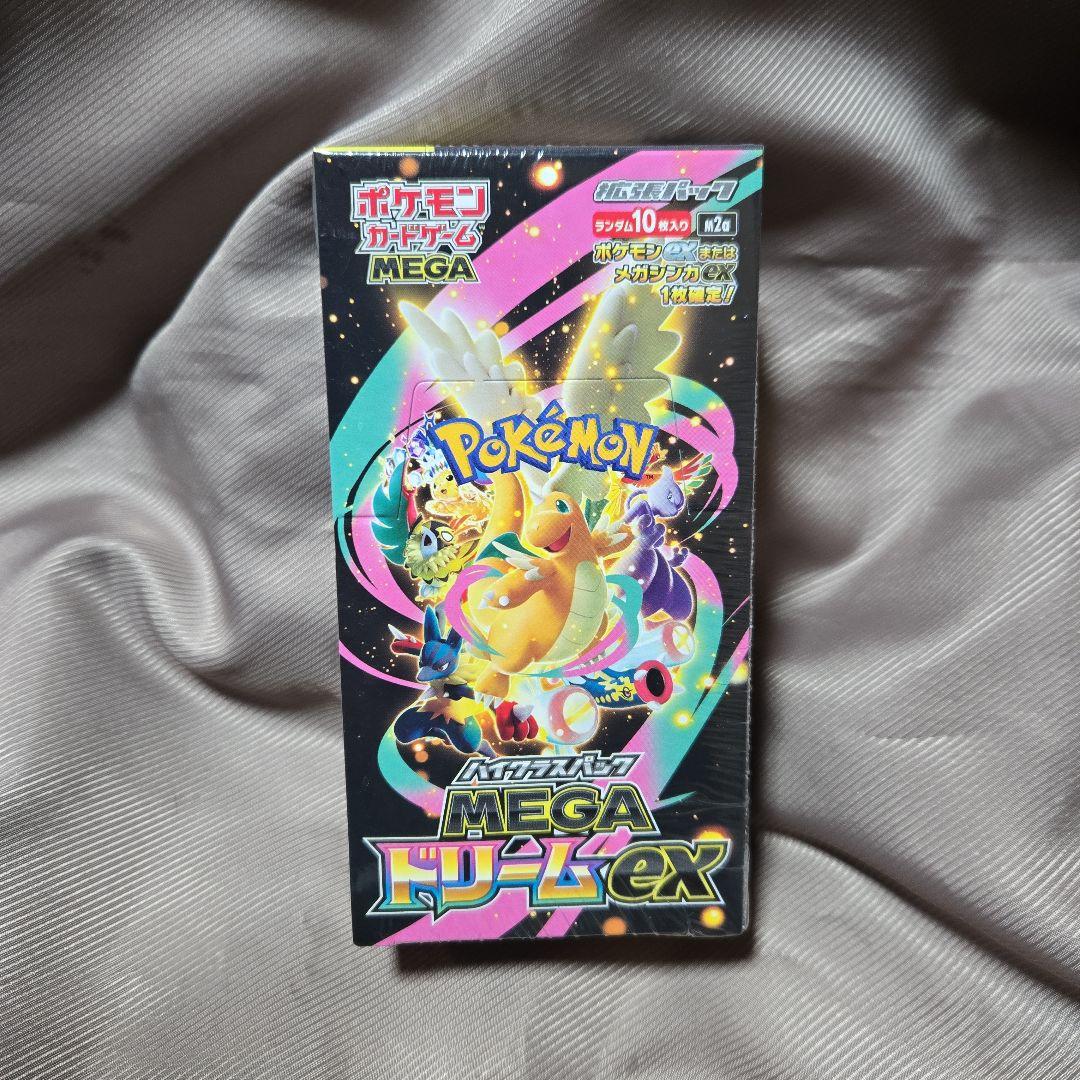 ポケモン
カードゲーム
MEGA
拡張パック
ランダム10枚入り M2a
ポケモンexまたは
メガシンカex
1枚確定!
POKéMON
TM
ハイクラスパック
MEGA
ドリームex